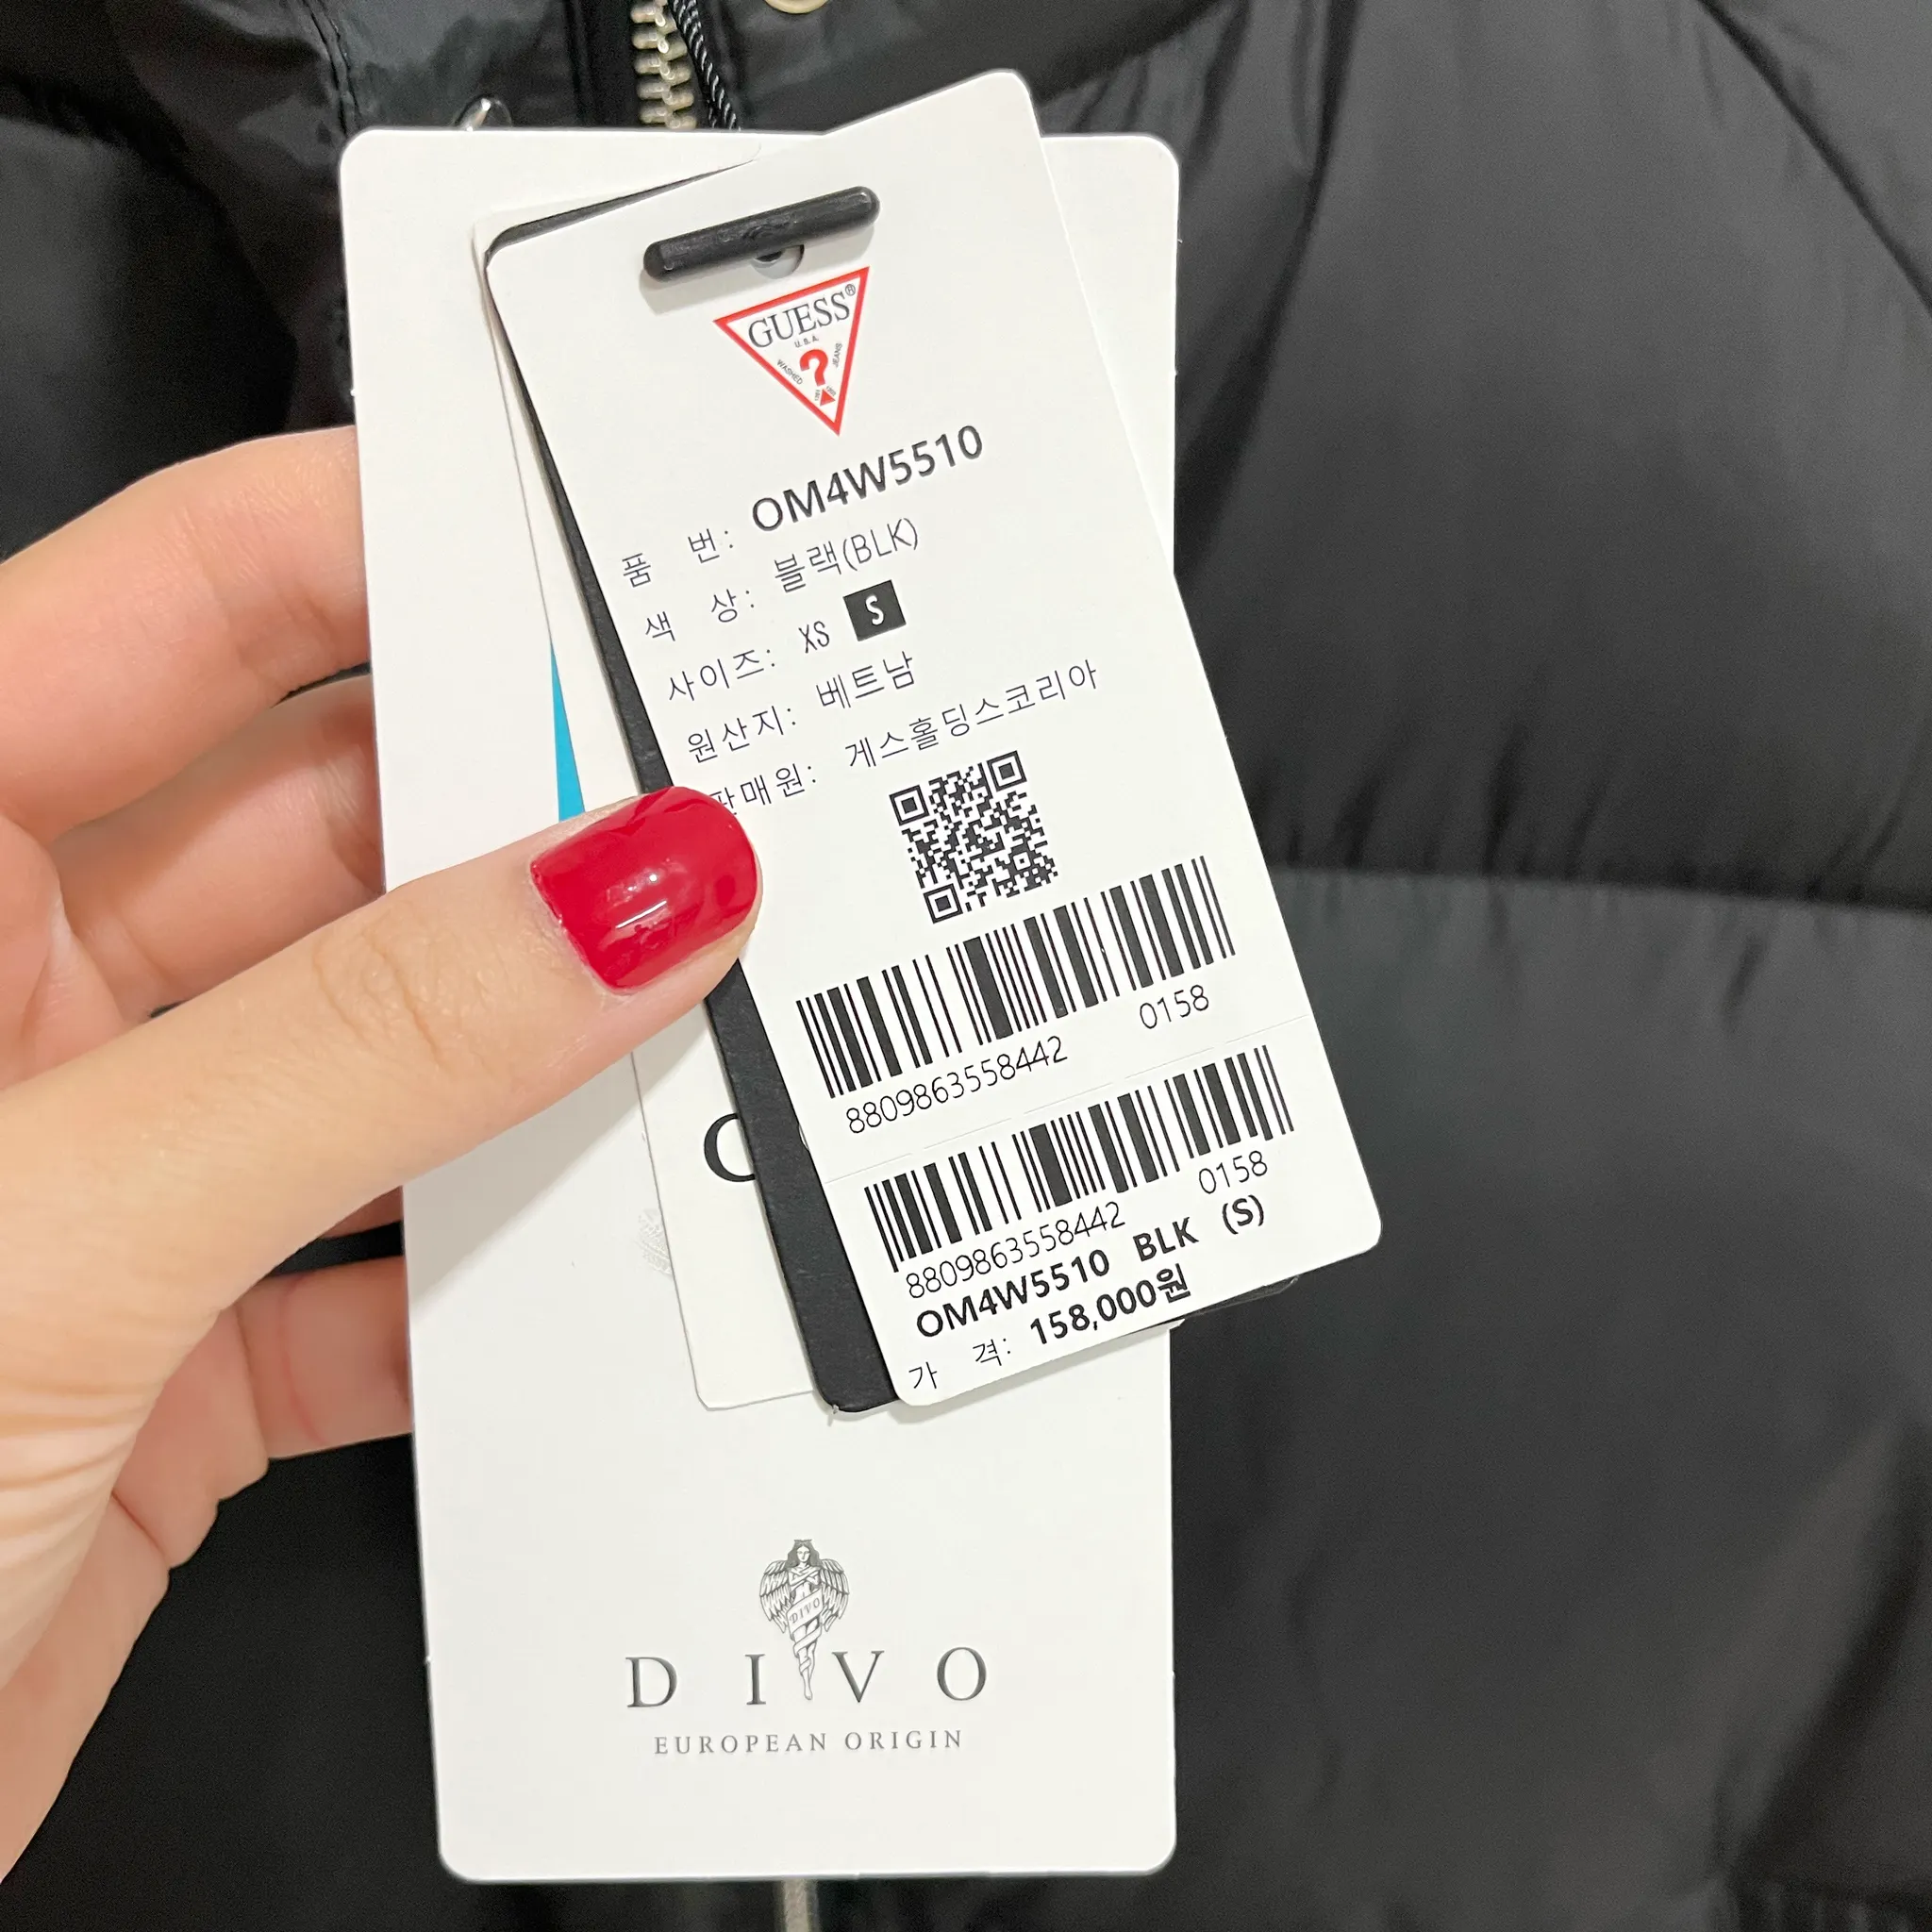 GUESS®
U.S.A.
WASHED
JEANS
?
품 번: OM4W5510
색 상: 블랙(BLK)
사이즈: XS S
원산지: 베트남
판매원: 게스홀딩스코리아
0158
8809863558442
0158
8809863558442
OM4W5510 BLK (S)
가 격: 158,000원
DIVO
D I V O
EUROPEAN ORIGIN